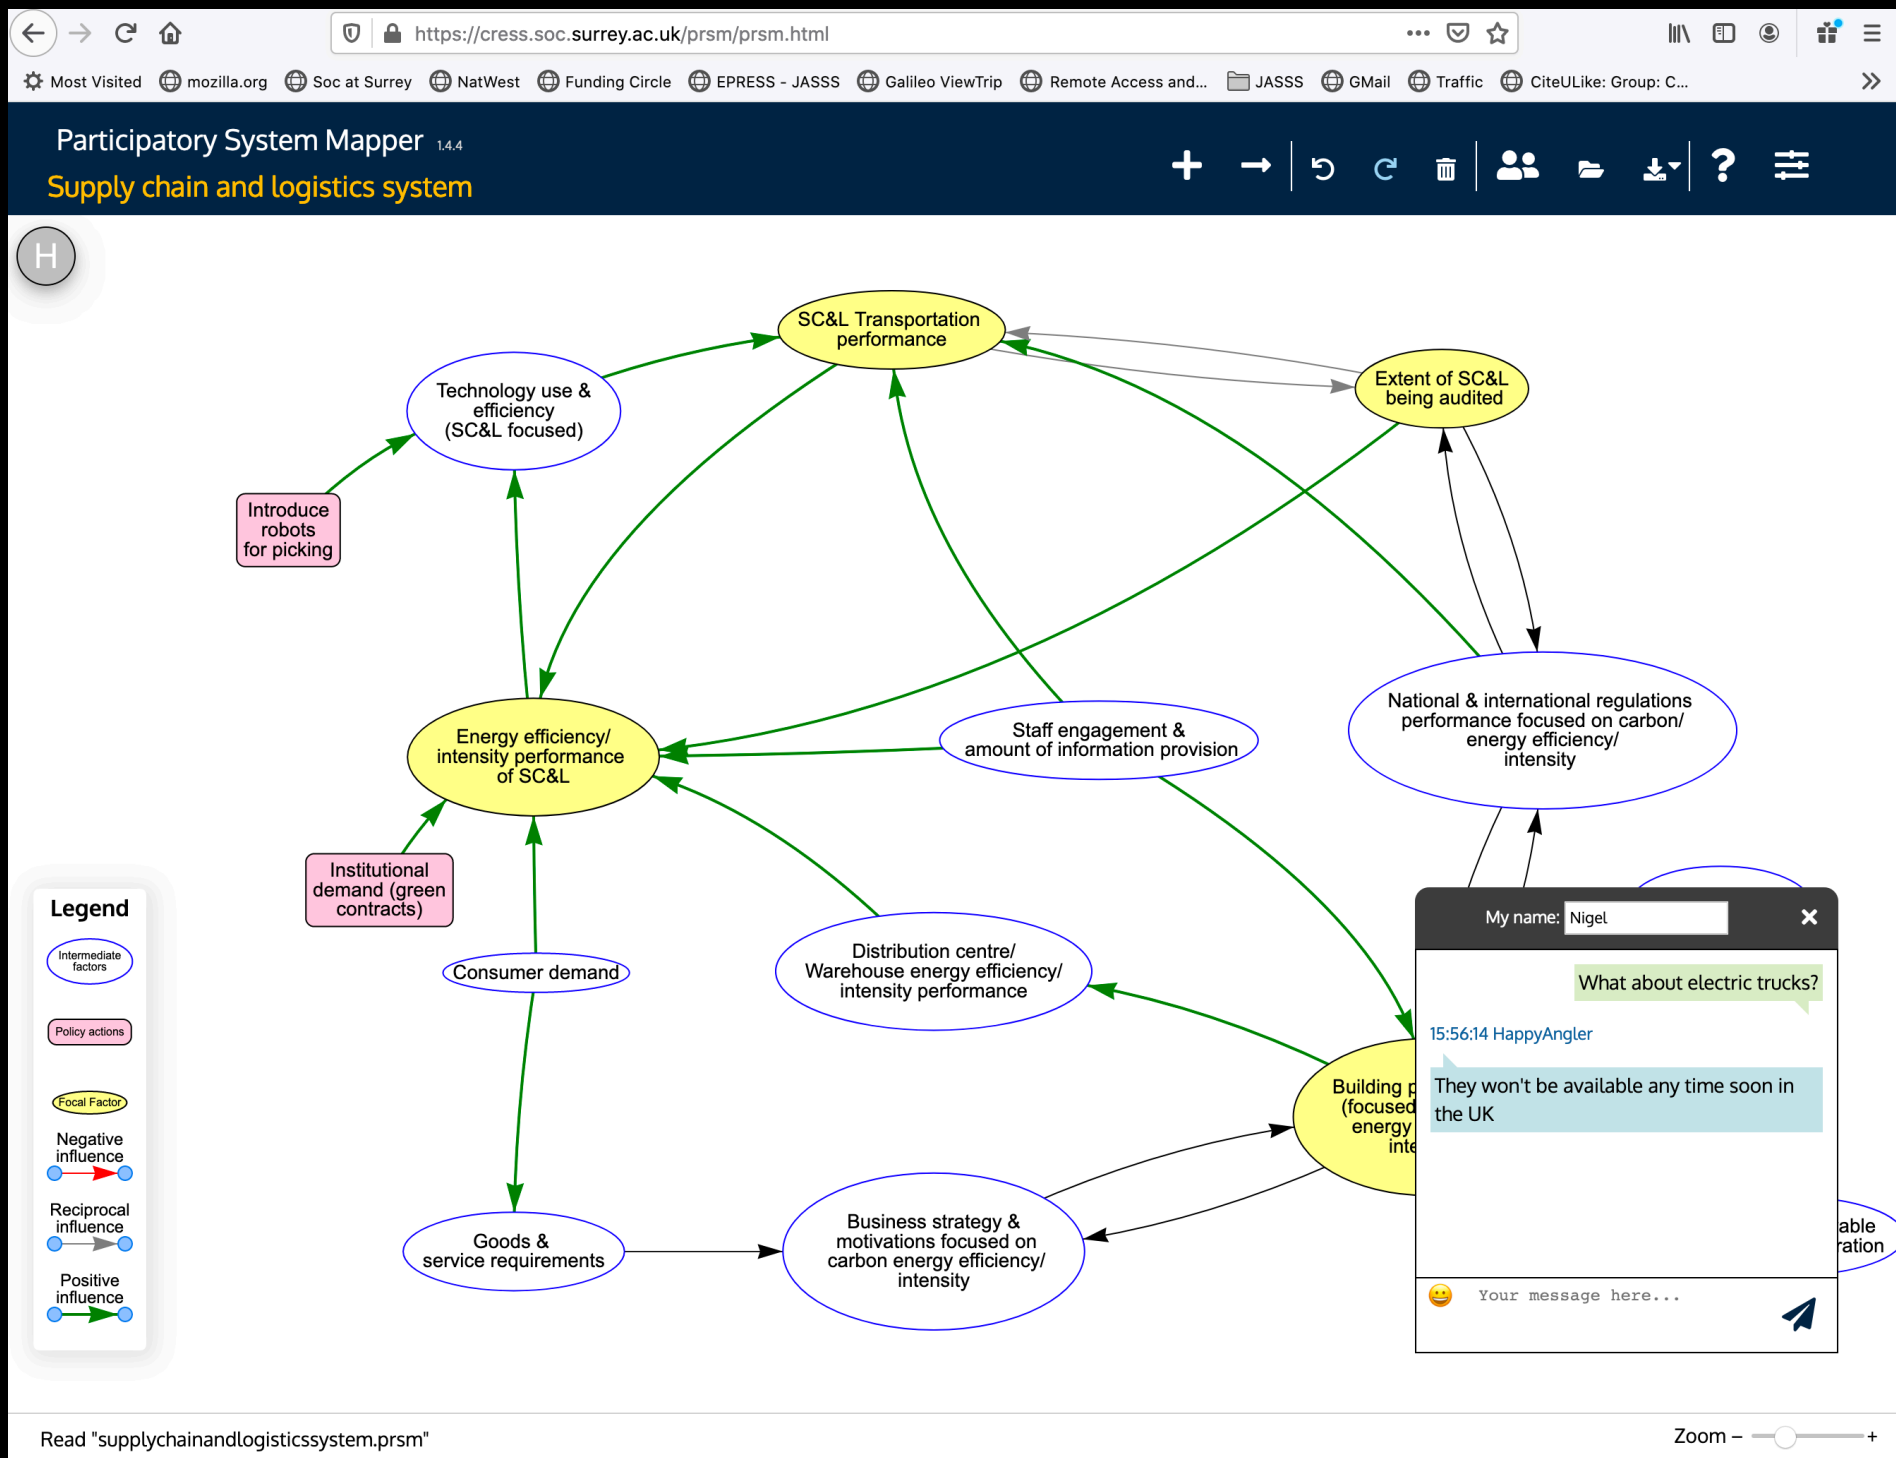 https://cress.soc.surrey.ac.uk/prsm/prsm.html
Most Visited
mozilla.org
Soc at Surrey
NatWest
Funding Circle
EPRESS - JASSS
Galileo ViewTrip
Remote Access and...
JASSS
GMail
Traffic
CiteULike: Group: C...
Participatory System Mapper 1.4.4
Supply chain and logistics system
H
SC&L Transportation
performance
Extent of SC&L
being audited
Technology use &
efficiency
(SC&L focused)
Introduce
robots
for picking
National & international regulations
performance focused on carbon/
energy efficiency/
intensity
Staff engagement &
amount of information provision
Energy efficiency/
intensity performance
of SC&L
Institutional
demand (green
contracts)
Consumer demand
Distribution centre/
Warehouse energy efficiency/
intensity performance
Building p
(focused
energy
inte
Goods &
service requirements
Business strategy &
motivations focused on
carbon energy efficiency/
intensity
able
ration
Legend
Intermediate
factors
Policy actions
Focal Factor
Negative
influence
Reciprocal
influence
Positive
influence
My name: Nigel
What about electric trucks?
15:56:14 HappyAngler
They won't be available any time soon in
the UK
Your message here...
Read "supplychainandlogisticssystem.prsm"
Zoom – +